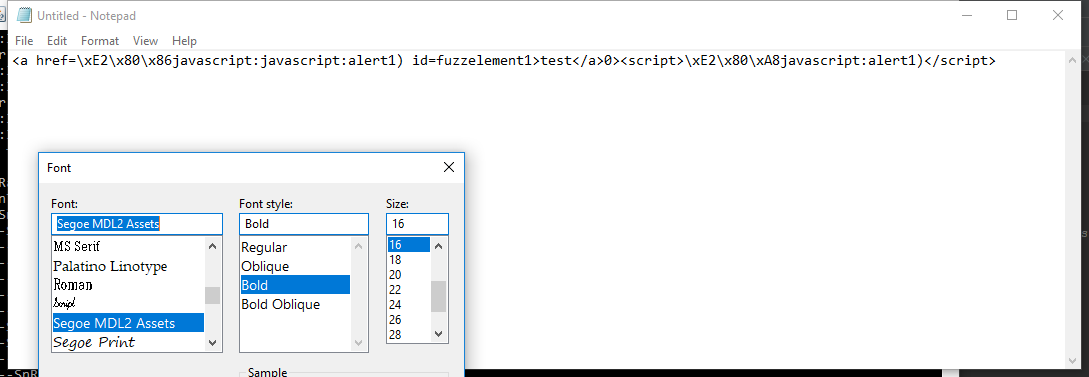 Untitled - Notepad
File Edit Format View Help
<a href=\xE2\x80\x86javascript:javascript:alert1) id=fuzzelement1>test</a>0><script>\xE2\x80\xA8javascript:alert1)</script>
Font
Font: Font style: Size:
Segoe MDL2 Assets Bold 16
MS Serif Regular 16
Palatino Linotype Oblique 18
Roman Bold 20
Script Bold Oblique 22
Segoe MDL2 Assets 24
Segoe Print 26
28
Sample